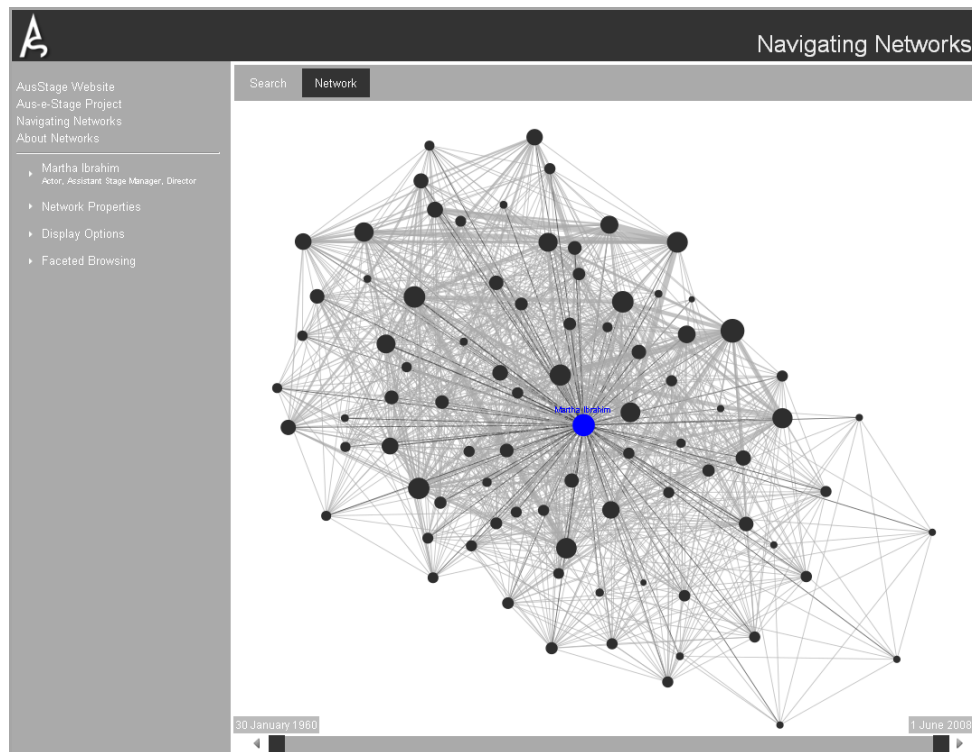 Navigating Networks
AusStage Website
Aus-e-Stage Project
Navigating Networks
About Networks
Martha Ibrahim
Actor, Assistant Stage Manager, Director
Network Properties
Display Options
Faceted Browsing
Search
Network
Martha Ibrahim
30 January 1960
1 June 2008